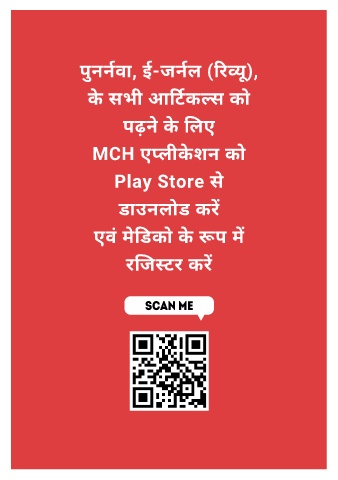 पुनर्नवा, ई-जर्नल (रिव्यू),
के सभी आर्टिकल्स को
पढ़ने के लिए
MCH एप्लीकेशन को
Play Store से
डाउनलोड करें
एवं मेडिको के रूप में
रजिस्टर करें
SCAN ME